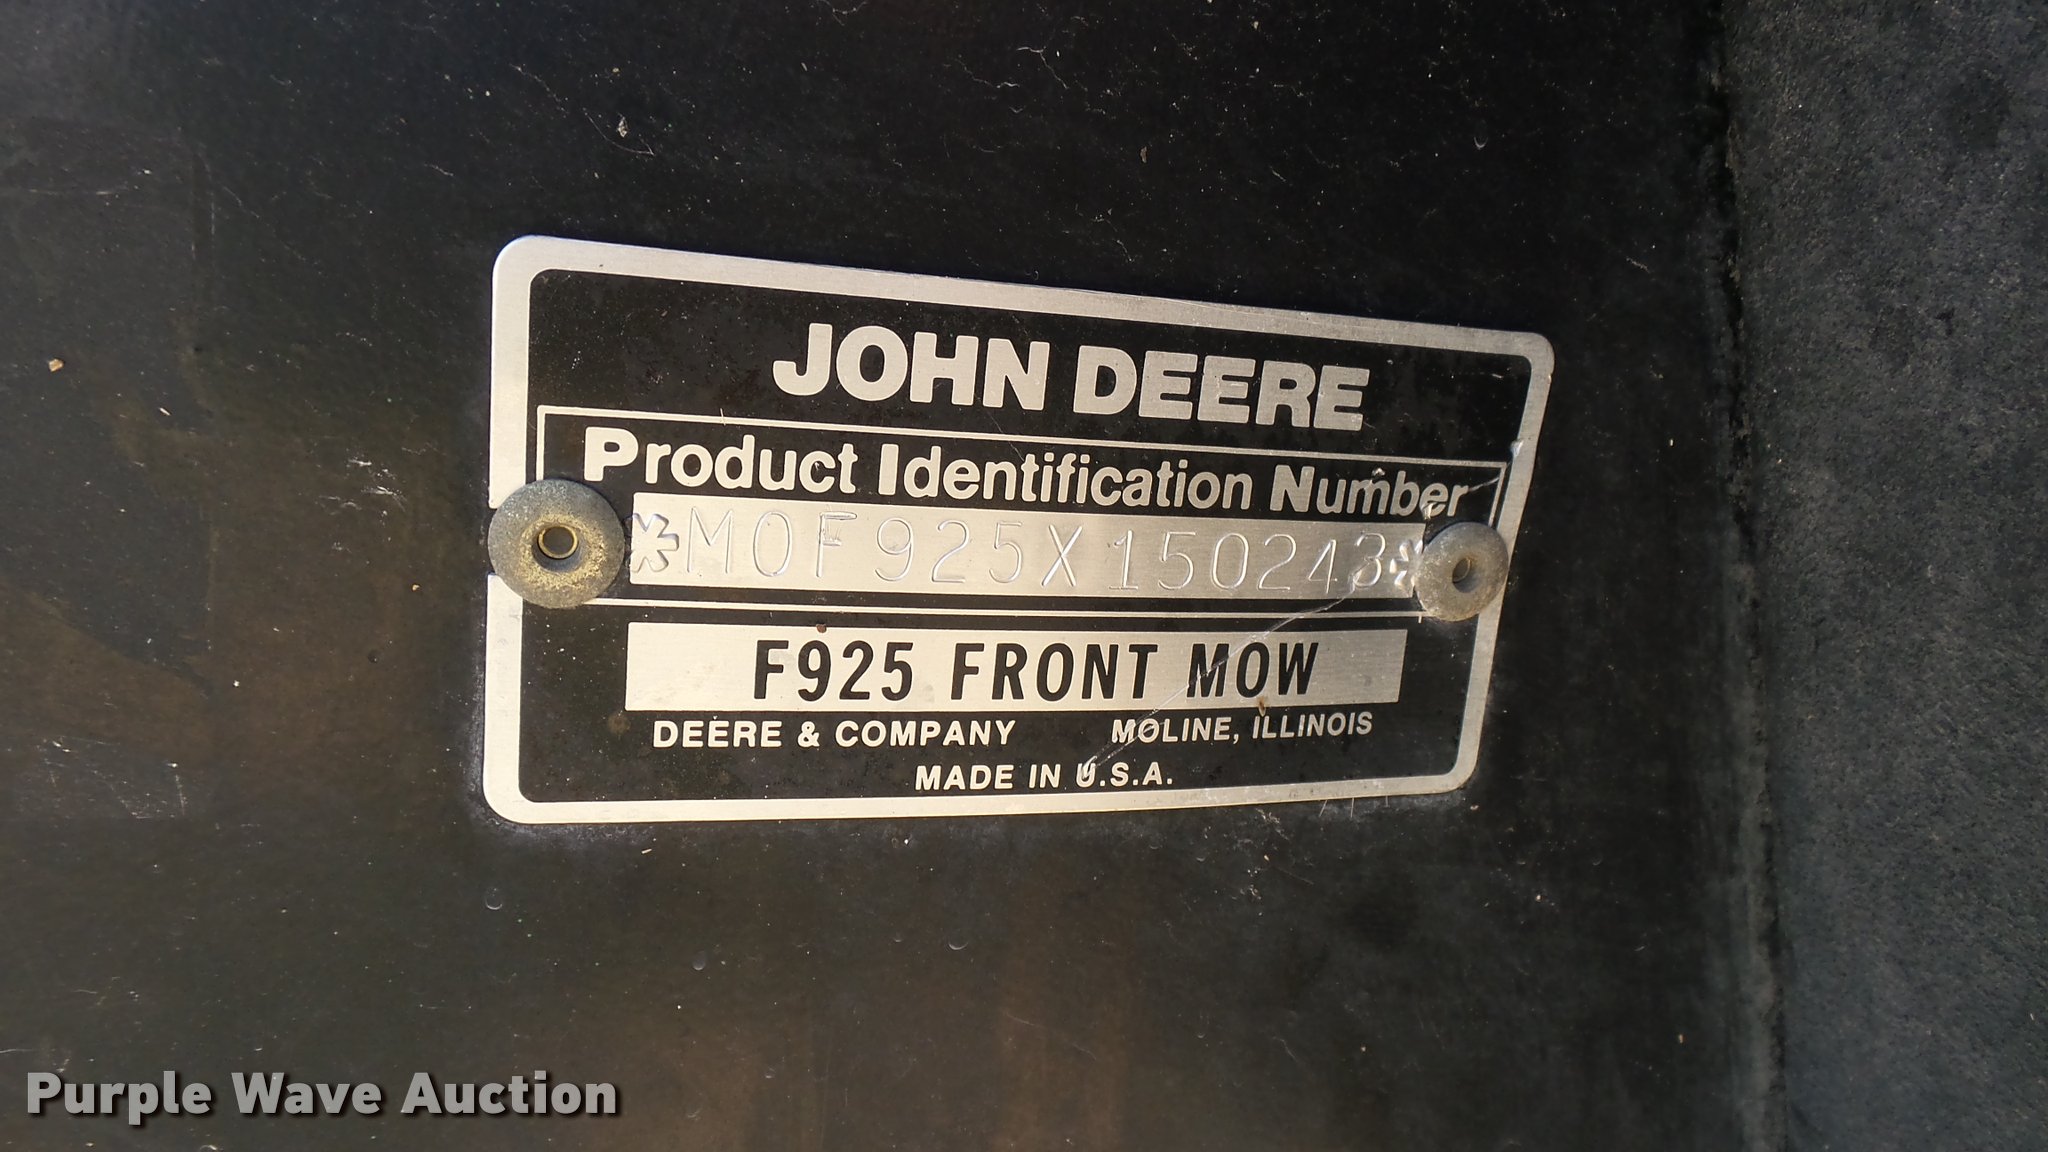 JOHN DEERE
Product Identification Number
*M0F925X150243*
F925 FRONT MOW
DEERE & COMPANY MOLINE, ILLINOIS
MADE IN U.S.A.
Purple Wave Auction